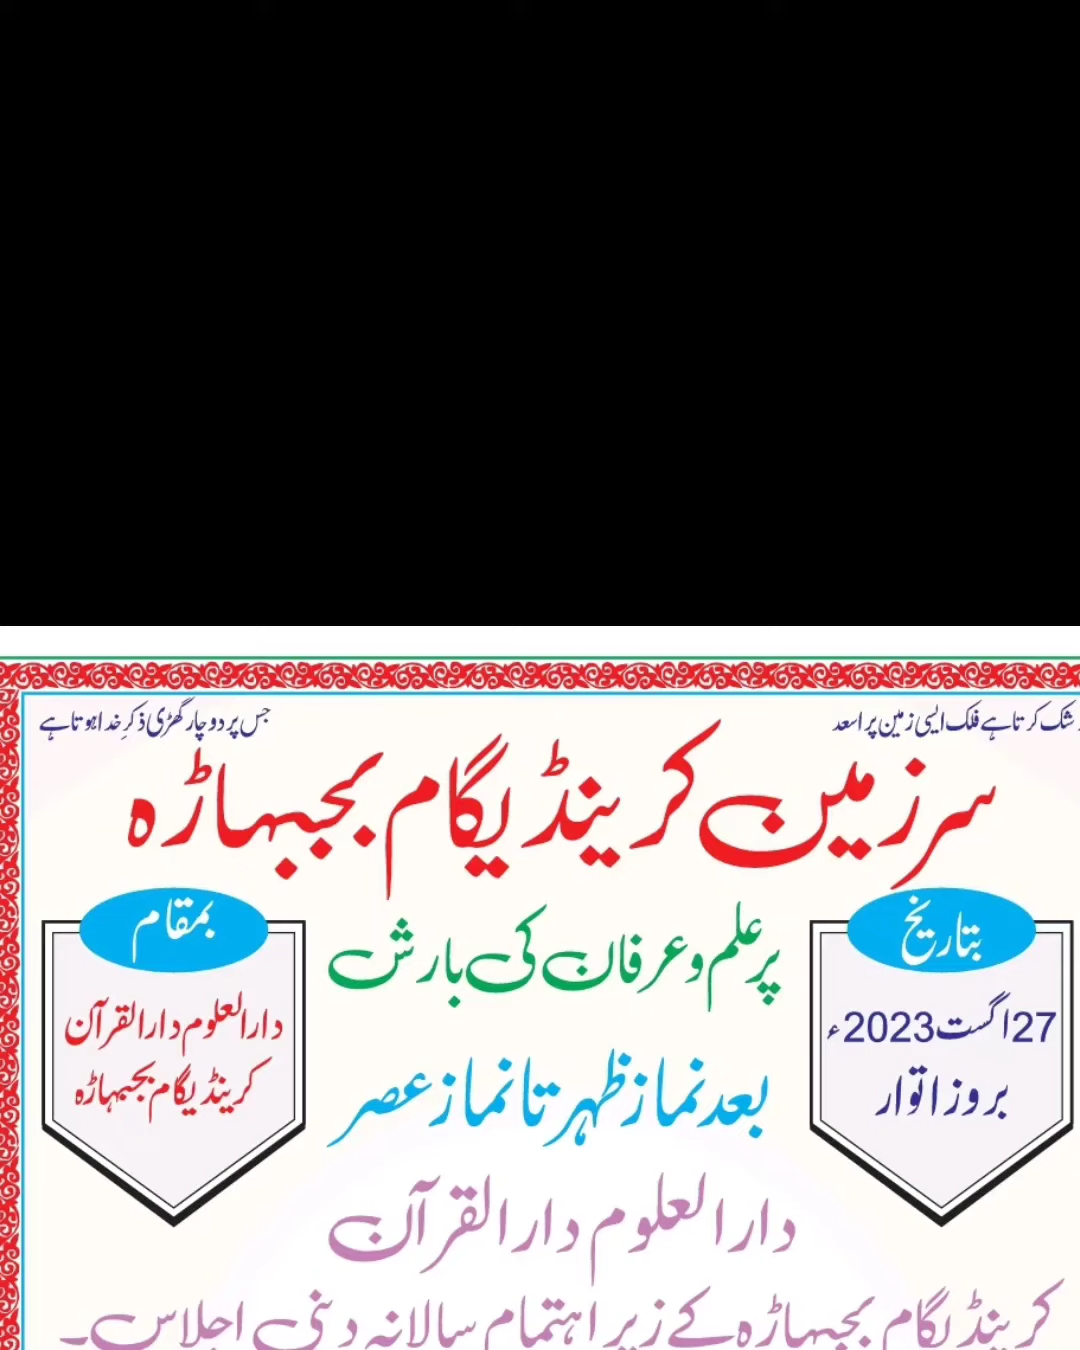 رشک کرتا ہے فلک ایسی زمین پر اسعد
جس پر دو چار گھڑی ذکرِ خدا ہوتا ہے
سرزمین کرینڈیگام بجبہاڑہ
پر علم و عرفان کی بارش
بتاریخ
27 اگست 2023ء
بروز اتوار
بمقام
دارالعلوم دارالقرآن
کرینڈیگام بجبہاڑہ
بعد نماز ظہر تا نماز عصر
دارالعلوم دارالقرآن
کرینڈیگام بجبہاڑہ کے زیر اہتمام سالانہ دینی اجلاس۔